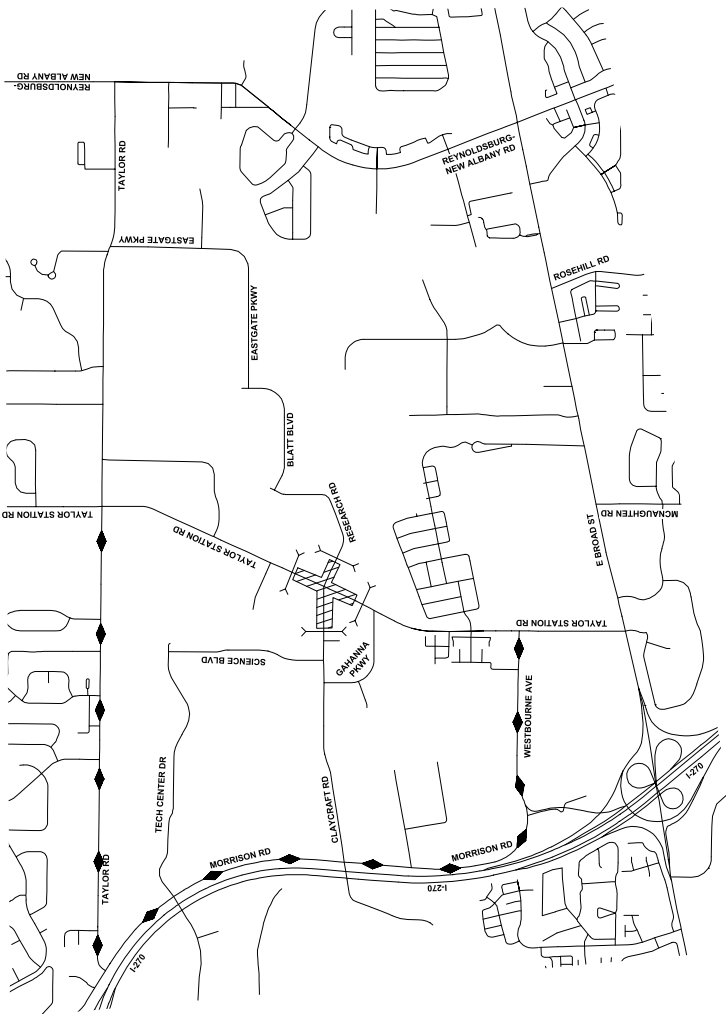 REYNOLDSBURG-
NEW ALBANY RD
TAYLOR RD
REYNOLDSBURG-
NEW ALBANY RD
EASTGATE PKWY
ROSEHILL RD
EASTGATE PKWY
BLATT BLVD
RESEARCH RD
TAYLOR STATION RD
TAYLOR STATION RD
E BROAD ST
MCNAUGHTEN RD
TAYLOR STATION RD
GAHANNA
PKWY
SCIENCE BLVD
WESTBOURNE AVE
TECH CENTER DR
CLAYCRAFT RD
I-270
MORRISON RD
MORRISON RD
TAYLOR RD
I-270
I-270